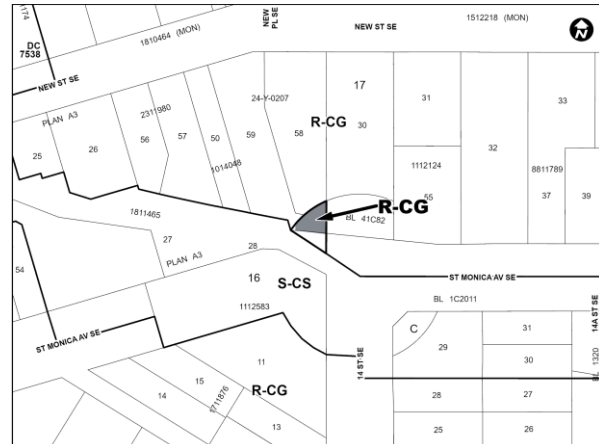 0174
DC
7538
NEW ST SE
1810464 (MON)
NEW
PL SE
NEW ST SE
1512218 (MON)
N
PLAN A3
25
26
56
2311980
57
50
1014048
59
24-Y-0207
58
R-CG
17
30
31
1112124
55
32
33
8811789
37
39
R-CG
BL 41C82
1811465
27
PLAN A3
28
54
16
S-CS
1112583
ST MONICA AV SE
ST MONICA AV SE
BL 1C2011
14A ST SE
C
29
31
30
BL 1320
14 ST SE
11
15
14
1711876
R-CG
13
28
27
25
26